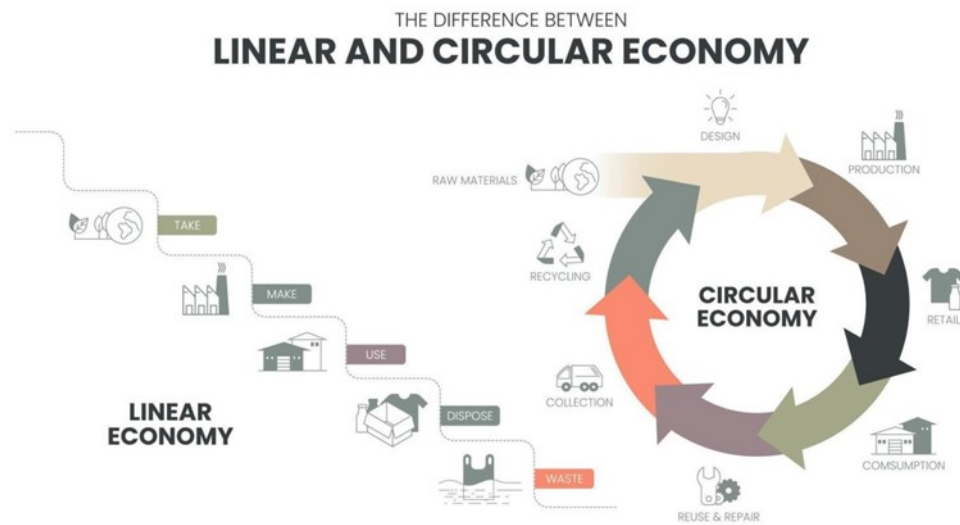 THE DIFFERENCE BETWEEN
LINEAR AND CIRCULAR ECONOMY
TAKE
MAKE
USE
DISPOSE
WASTE
LINEAR
ECONOMY
RAW MATERIALS
DESIGN
PRODUCTION
RETAIL
COMSUMPTION
REUSE & REPAIR
COLLECTION
RECYCLING
CIRCULAR
ECONOMY